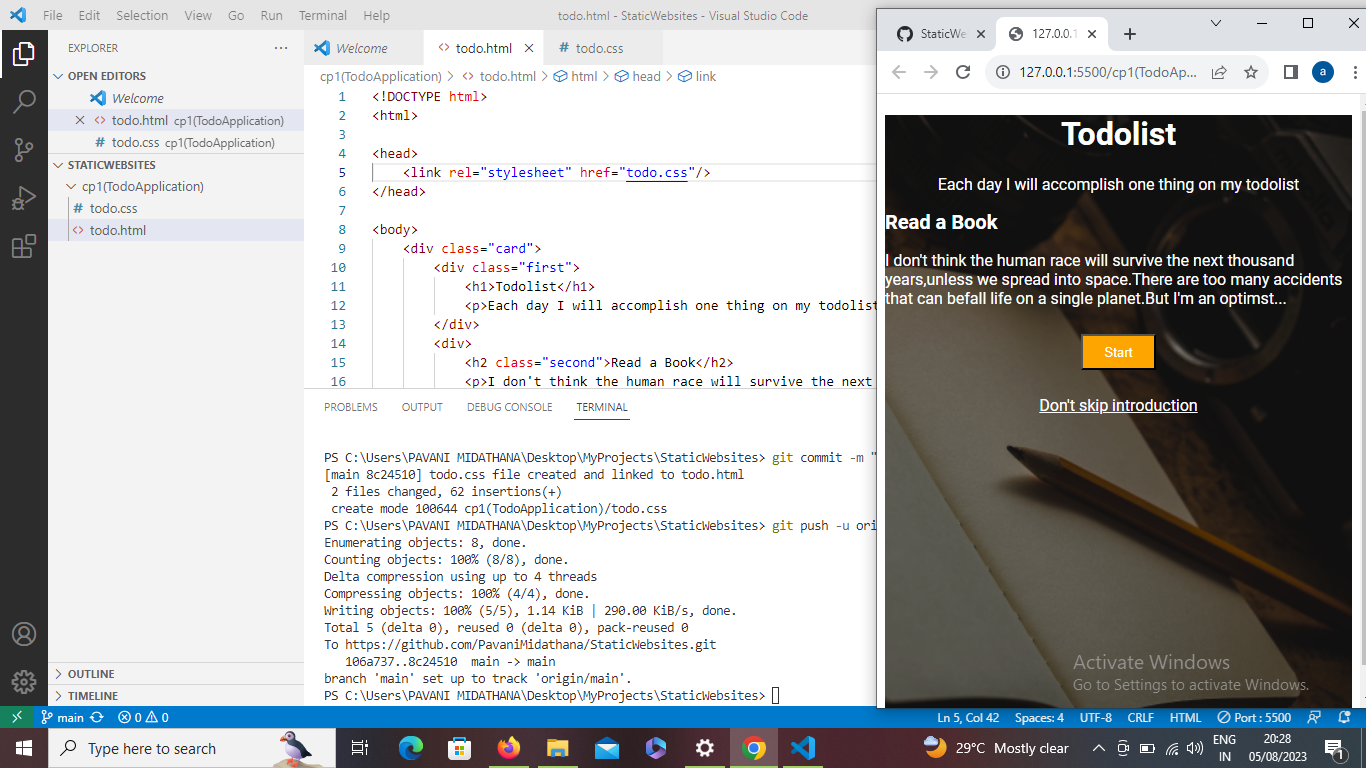 File Edit Selection View Go Run Terminal Help
todo.html - StaticWebsites - Visual Studio Code
EXPLORER
OPEN EDITORS
Welcome
todo.html cp1(TodoApplication)
# todo.css cp1(TodoApplication)
STATICWEBSITES
cp1(TodoApplication)
# todo.css
<> todo.html
OUTLINE
TIMELINE
Welcome
<> todo.html
# todo.css
cp1(TodoApplication) > <> todo.html > html > head > link
1 <!DOCTYPE html>
2 <html>
3
4 <head>
5 <link rel="stylesheet" href="todo.css"/>
6 </head>
7
8 <body>
9 <div class="card">
10 <div class="first">
11 <h1>Todolist</h1>
12 <p>Each day I will accomplish one thing on my todolist
13 </div>
14 <div>
15 <h2 class="second">Read a Book</h2>
16 <p>I don't think the human race will survive the next
PROBLEMS OUTPUT DEBUG CONSOLE TERMINAL
PS C:\Users\PAVANI MIDATHANA\Desktop\MyProjects\StaticWebsites> git commit -m "
[main 8c24510] todo.css file created and linked to todo.html
2 files changed, 62 insertions(+)
create mode 100644 cp1(TodoApplication)/todo.css
PS C:\Users\PAVANI MIDATHANA\Desktop\MyProjects\StaticWebsites> git push -u ori
Enumerating objects: 8, done.
Counting objects: 100% (8/8), done.
Delta compression using up to 4 threads
Compressing objects: 100% (4/4), done.
Writing objects: 100% (5/5), 1.14 KiB | 290.00 KiB/s, done.
Total 5 (delta 0), reused 0 (delta 0), pack-reused 0
To https://github.com/PavaniMidathana/StaticWebsites.git
106a737..8c24510 main -> main
branch 'main' set up to track 'origin/main'.
PS C:\Users\PAVANI MIDATHANA\Desktop\MyProjects\StaticWebsites>
StaticWe
127.0.0.1
127.0.0.1:5500/cp1(TodoAp...
a
Todolist
Each day I will accomplish one thing on my todolist
Read a Book
I don't think the human race will survive the next thousand
years,unless we spread into space.There are too many accidents
that can befall life on a single planet.But I'm an optimst...
Start
Don't skip introduction
Activate Windows
Go to Settings to activate Windows.
main 0 0
Ln 5, Col 42 Spaces: 4 UTF-8 CRLF HTML Port : 5500
Type here to search
29°C Mostly clear
ENG
IN
20:28
05/08/2023
1